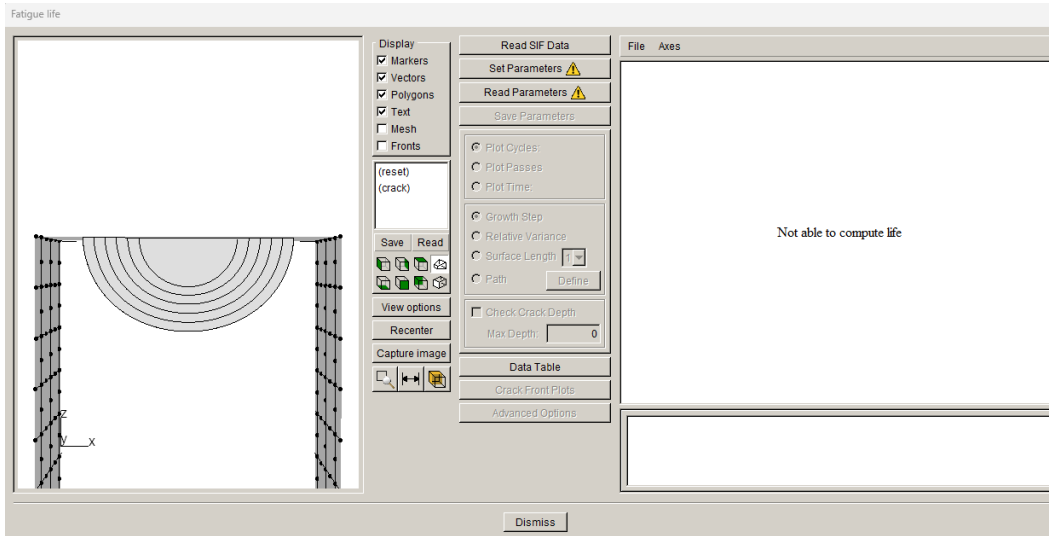 Fatigue life
Display
Markers
Vectors
Polygons
Text
Mesh
Fronts
(reset)
(crack)
Save Read
View options
Recenter
Capture image
Read SIF Data
Set Parameters
Read Parameters
Save Parameters
Plot Cycles:
Plot Passes
Plot Time:
Growth Step
Relative Variance
Surface Length 1
Path Define
Check Crack Depth
Max Depth: 0
Data Table
Crack Front Plots
Advanced Options
File Axes
Not able to compute life
z
y x
Dismiss